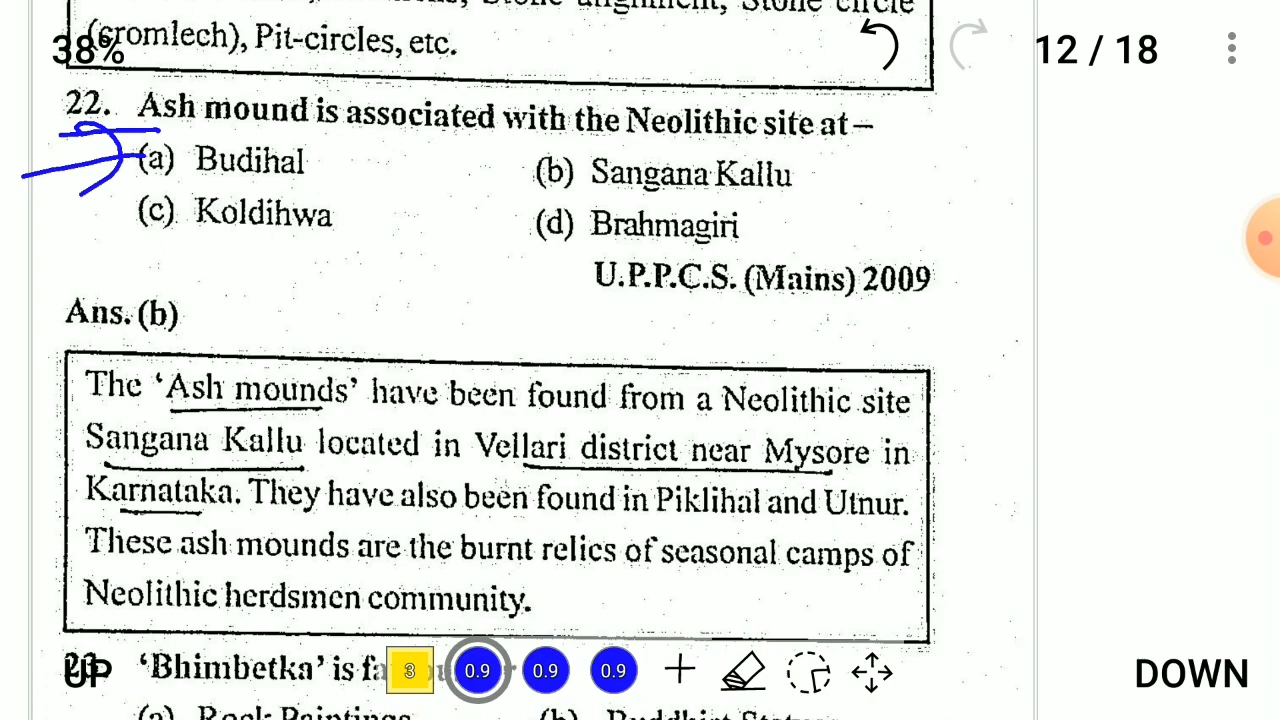 (cromlech), Pit-circles, etc.
38%
12 / 18
22. Ash mound is associated with the Neolithic site at –
(a) Budihal (b) Sangana Kallu
(c) Koldihwa (d) Brahmagiri
U.P.P.C.S. (Mains) 2009
Ans. (b)
The ‘Ash mounds’ have been found from a Neolithic site
Sangana Kallu located in Vellari district near Mysore in
Karnataka. They have also been found in Piklihal and Utnur.
These ash mounds are the burnt relics of seasonal camps of
Neolithic herdsmen community.
‘Bhimbetka’ is
UP
3 0.9 0.9 0.9
DOWN
(a) Rock Paintings (b) Buddhist